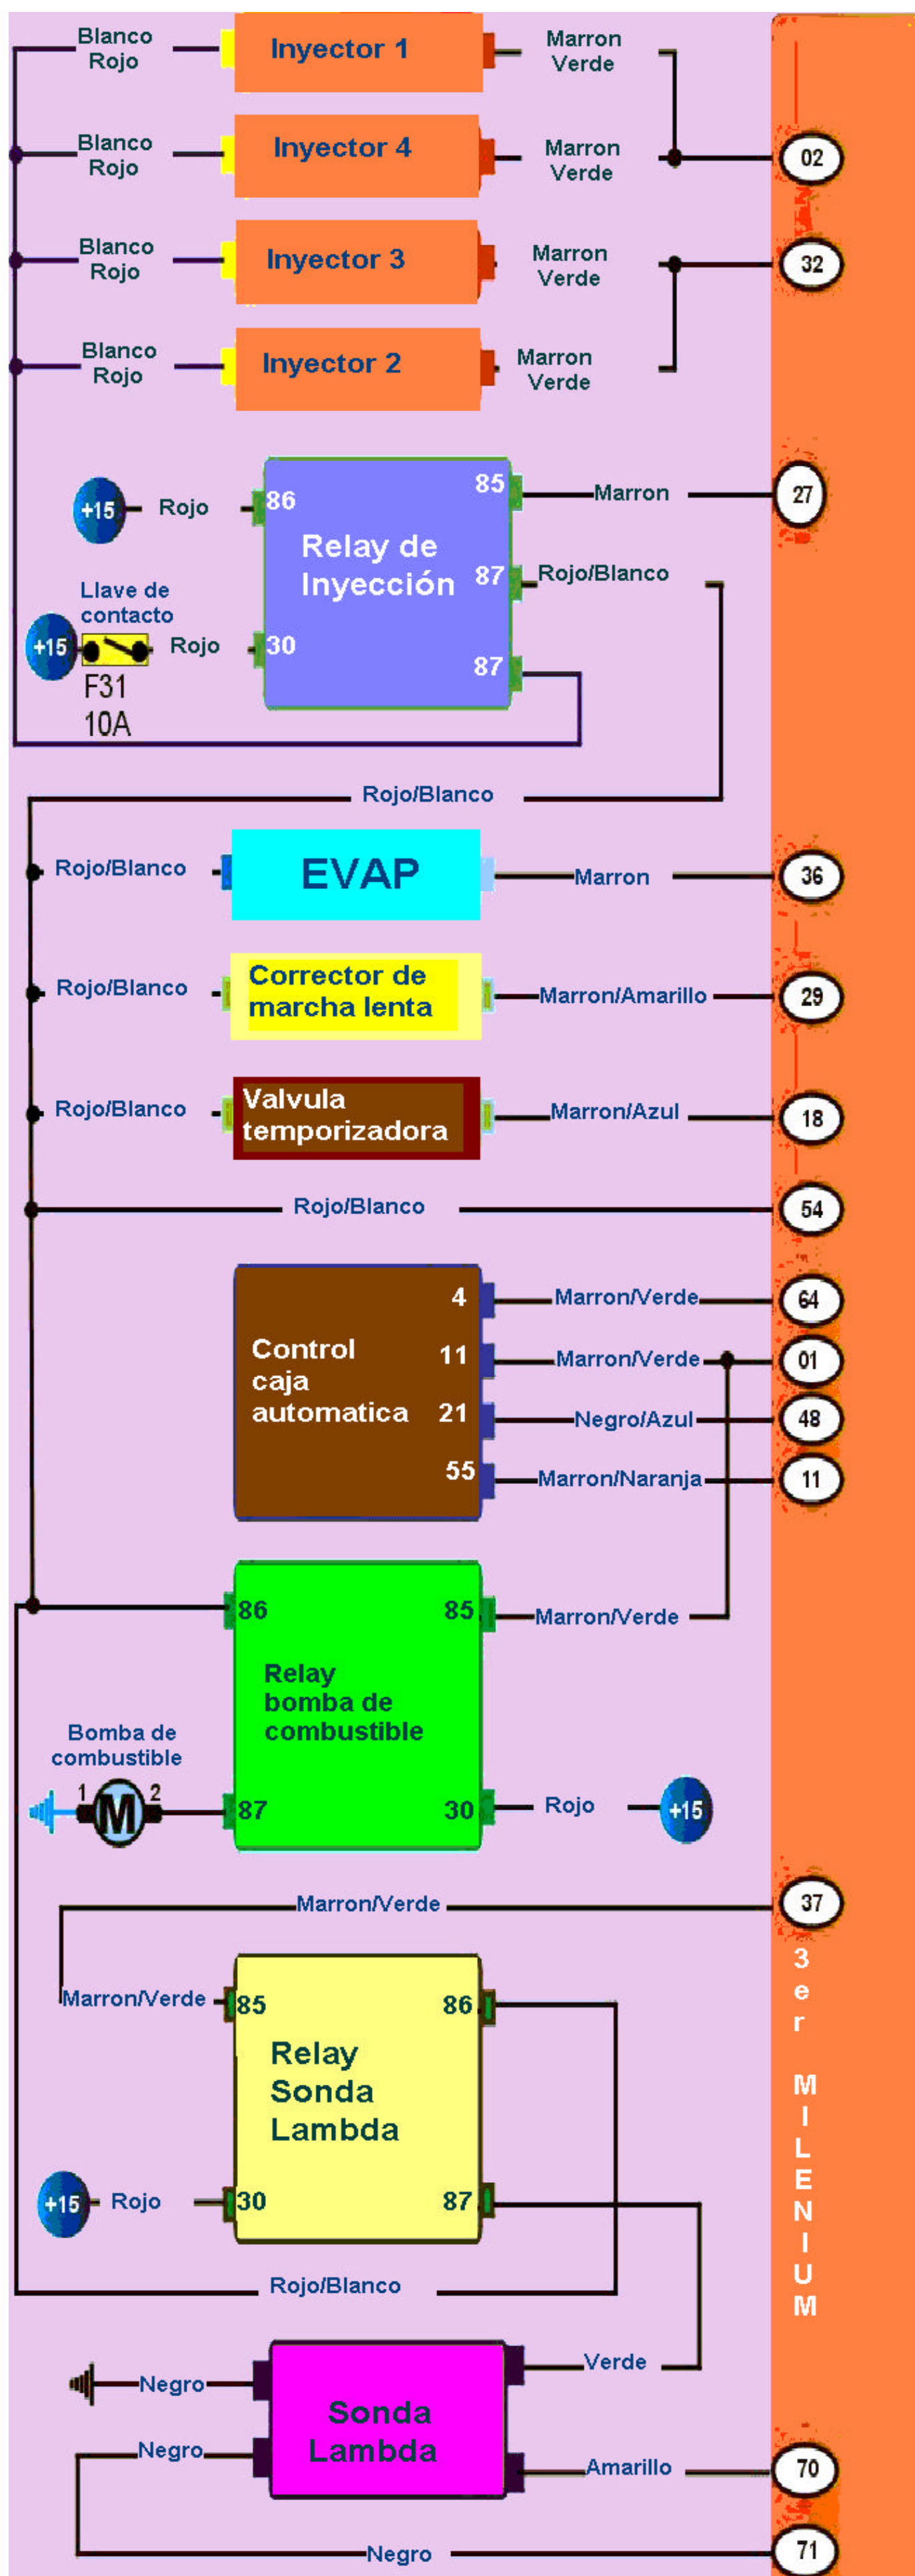 Blanco
Rojo
Inyector 1
Marron
Verde
Blanco
Rojo
Inyector 4
Marron
Verde
02
Blanco
Rojo
Inyector 3
Marron
Verde
32
Blanco
Rojo
Inyector 2
Marron
Verde
+15
Rojo
86
85
Marron
27
Relay de
Inyección
87
Rojo/Blanco
Llave de
contacto
+15
Rojo
30
87
F31
10A
Rojo/Blanco
Rojo/Blanco
EVAP
Marron
36
Rojo/Blanco
Corrector de
marcha lenta
Marron/Amarillo
29
Rojo/Blanco
Valvula
temporizadora
Marron/Azul
18
Rojo/Blanco
54
4
Marron/Verde
64
Control
caja
automatica
11
Marron/Verde
01
21
Negro/Azul
48
55
Marron/Naranja
11
86
85
Marron/Verde
Relay
bomba de
combustible
Bomba de
combustible
1
M
2
87
30
Rojo
+15
Marron/Verde
37
3er MILENIUM
Marron/Verde
85
86
Relay
Sonda
Lambda
+15
Rojo
30
87
Rojo/Blanco
Negro
Verde
Sonda
Lambda
Negro
Amarillo
70
Negro
71